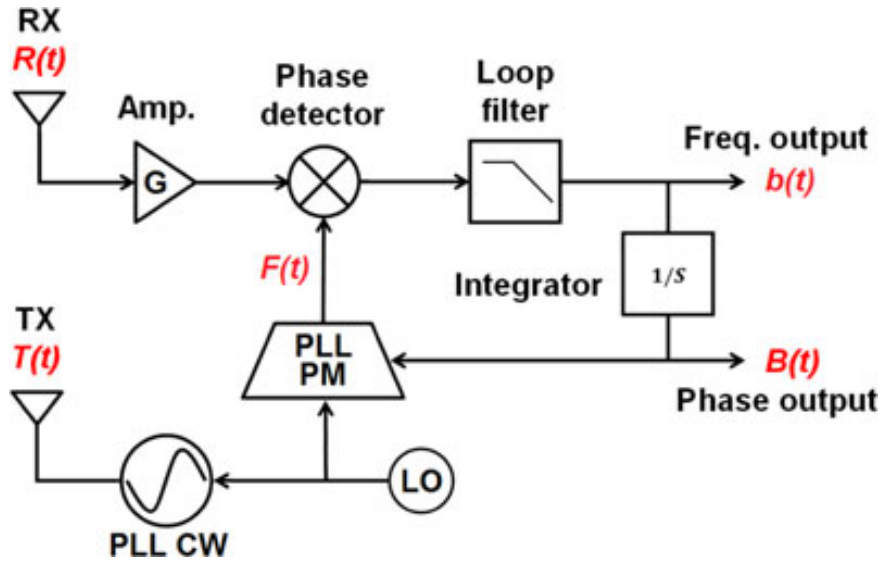 RX
R(t)
Amp.
G
Phase
detector
Loop
filter
Freq. output
b(t)
F(t)
Integrator
1/S
TX
T(t)
PLL
PM
B(t)
Phase output
LO
PLL CW